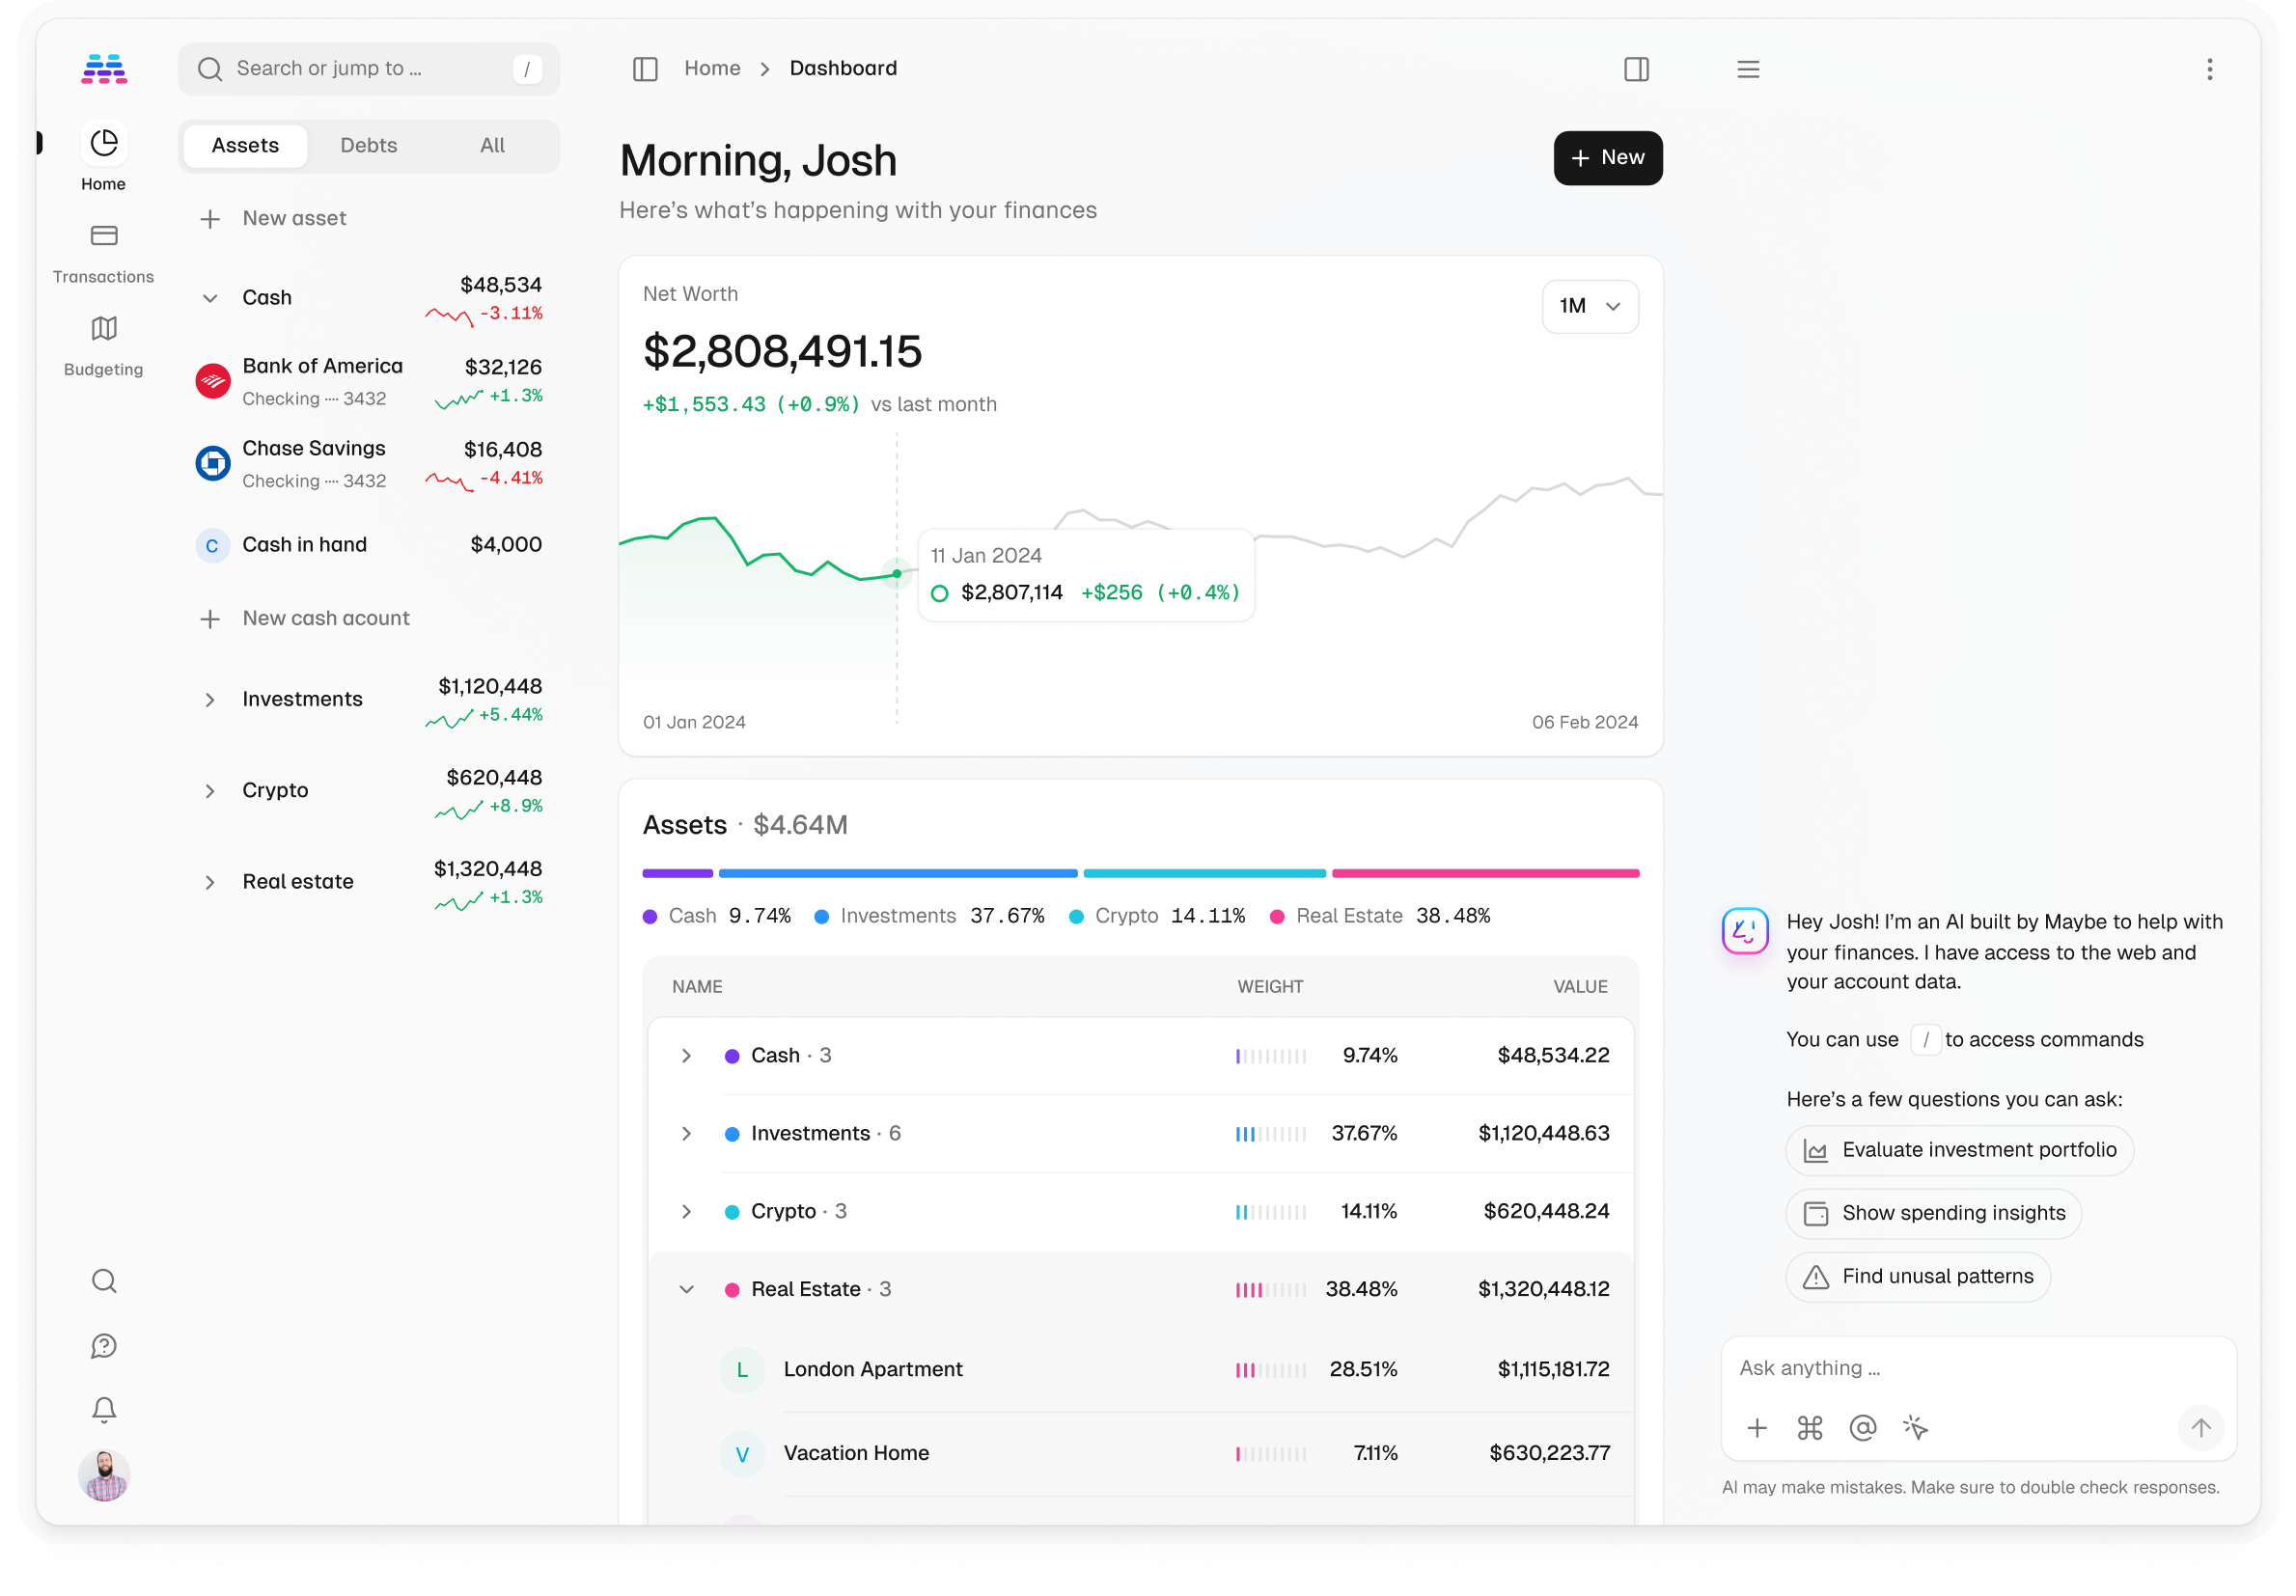 Search or jump to ...
/
Home
Dashboard
Home
Transactions
Budgeting
Assets
Debts
All
New asset
Cash
$48,534
-3.11%
Bank of America
$32,126
Checking ···· 3432
+1.3%
Chase Savings
$16,408
Checking ···· 3432
-4.41%
C
Cash in hand
$4,000
New cash acount
Investments
$1,120,448
+5.44%
Crypto
$620,448
+8.9%
Real estate
$1,320,448
+1.3%
Morning, Josh
Here’s what’s happening with your finances
New
Net Worth
1M
$2,808,491.15
+$1,553.43 (+0.9%) vs last month
11 Jan 2024
$2,807,114 +$256 (+0.4%)
01 Jan 2024
06 Feb 2024
Assets · $4.64M
Cash 9.74% Investments 37.67% Crypto 14.11% Real Estate 38.48%
NAME WEIGHT VALUE
Cash · 3 9.74% $48,534.22
Investments · 6 37.67% $1,120,448.63
Crypto · 3 14.11% $620,448.24
Real Estate · 3 38.48% $1,320,448.12
L London Apartment 28.51% $1,115,181.72
V Vacation Home 7.11% $630,223.77
Hey Josh! I’m an AI built by Maybe to help with
your finances. I have access to the web and
your account data.
You can use / to access commands
Here’s a few questions you can ask:
Evaluate investment portfolio
Show spending insights
Find unusal patterns
Ask anything ...
AI may make mistakes. Make sure to double check responses.